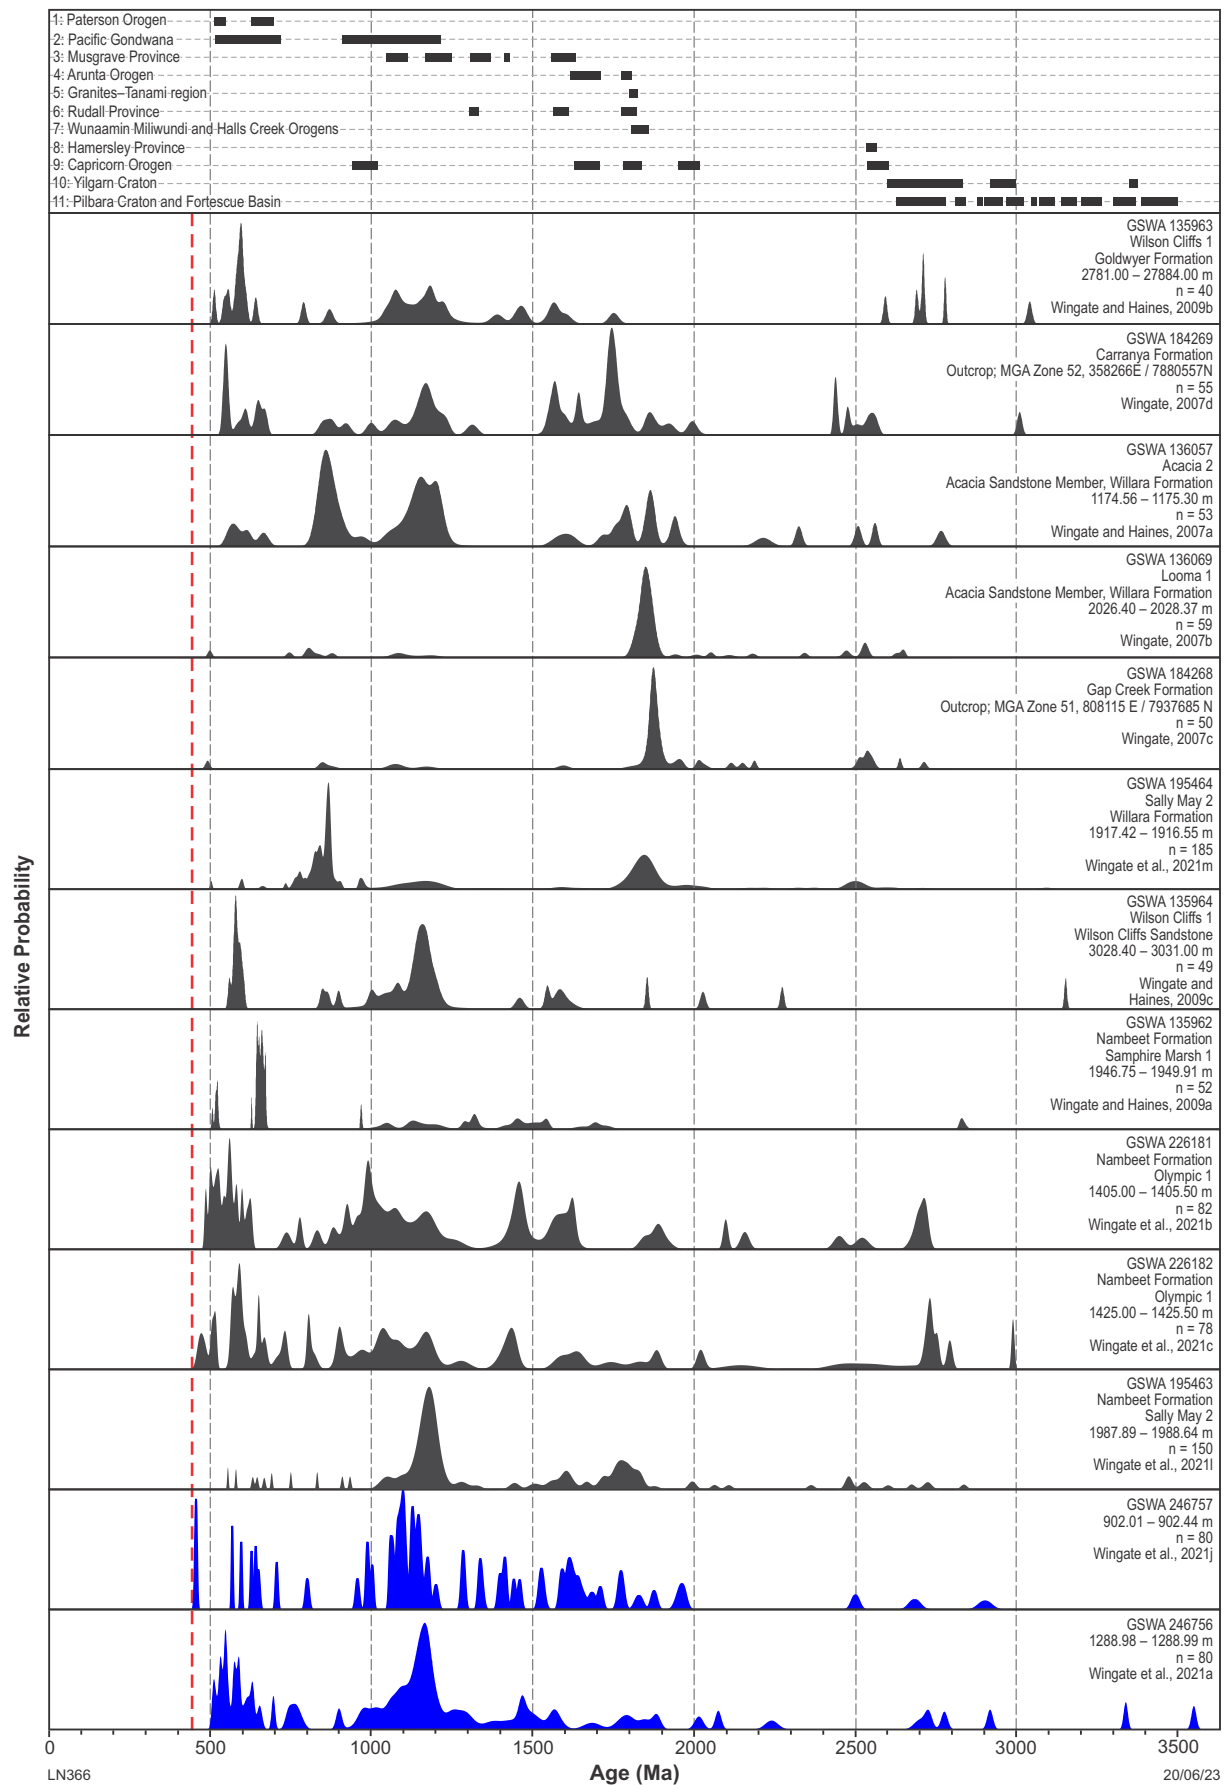 1: Paterson Orogen
2: Pacific Gondwana
3: Musgrave Province
4: Arunta Orogen
5: Granites–Tanami region
6: Rudall Province
7: Wunaamin Miliwundi and Halls Creek Orogens
8: Hamersley Province
9: Capricorn Orogen
10: Yilgarn Craton
11: Pilbara Craton and Fortescue Basin
GSWA 135963
Wilson Cliffs 1
Goldwyer Formation
2781.00 – 27884.00 m
n = 40
Wingate and Haines, 2009b
GSWA 184269
Carranya Formation
Outcrop; MGA Zone 52, 358266E / 7880557N
n = 55
Wingate, 2007d
GSWA 136057
Acacia 2
Acacia Sandstone Member, Willara Formation
1174.56 – 1175.30 m
n = 53
Wingate and Haines, 2007a
GSWA 136069
Looma 1
Acacia Sandstone Member, Willara Formation
2026.40 – 2028.37 m
n = 59
Wingate, 2007b
GSWA 184268
Gap Creek Formation
Outcrop; MGA Zone 51, 808115 E / 7937685 N
n = 50
Wingate, 2007c
GSWA 195464
Sally May 2
Willara Formation
1917.42 – 1916.55 m
n = 185
Wingate et al., 2021m
GSWA 135964
Wilson Cliffs 1
Wilson Cliffs Sandstone
3028.40 – 3031.00 m
n = 49
Wingate and
Haines, 2009c
GSWA 135962
Nambeet Formation
Samphire Marsh 1
1946.75 – 1949.91 m
n = 52
Wingate and Haines, 2009a
GSWA 226181
Nambeet Formation
Olympic 1
1405.00 – 1405.50 m
n = 82
Wingate et al., 2021b
GSWA 226182
Nambeet Formation
Olympic 1
1425.00 – 1425.50 m
n = 78
Wingate et al., 2021c
GSWA 195463
Nambeet Formation
Sally May 2
1987.89 – 1988.64 m
n = 150
Wingate et al., 2021l
GSWA 246757
902.01 – 902.44 m
n = 80
Wingate et al., 2021j
GSWA 246756
1288.98 – 1288.99 m
n = 80
Wingate et al., 2021a
Relative Probability
0 500 1000 1500 2000 2500 3000 3500
Age (Ma)
LN366
20/06/23